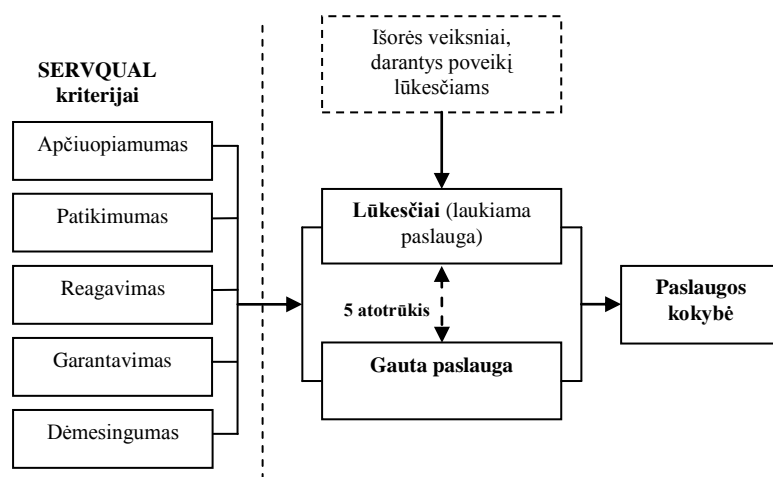 SERVQUAL
kriterijai
Apčiuopiamumas
Patikimumas
Reagavimas
Garantavimas
Dėmesingumas
Išorės veiksniai,
darantys poveikį
lūkesčiams
Lūkesčiai (laukiama
paslauga)
5 atotrūkis
Gauta paslauga
Paslaugos
kokybė